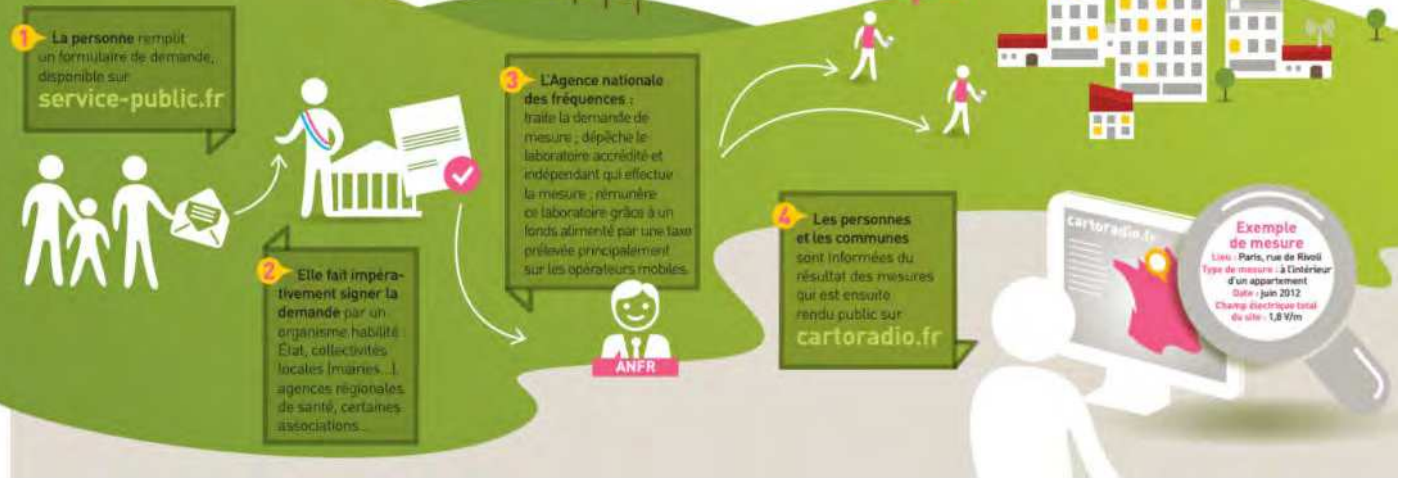 1 La personne remplit
un formulaire de demande,
disponible sur
service-public.fr
2 Elle fait impéra-
tivement signer la
demande par un
organisme habilité :
État, collectivités
locales (mairies...),
agences régionales
de santé, certaines
associations...
3 L'Agence nationale
des fréquences :
traite la demande de
mesure ; dépêche le
laboratoire accrédité et
indépendant qui effectue
la mesure ; rémunère
ce laboratoire grâce à un
fonds alimenté par une taxe
prélevée principalement
sur les opérateurs mobiles.
ANFR
4 Les personnes
et les communes
sont informées du
résultat des mesures
qui est ensuite
rendu public sur
cartoradio.fr
cartoradio.fr
Exemple
de mesure
Lieu : Paris, rue de Rivoli
Type de mesure : à l'intérieur
d'un appartement
Date : juin 2012
Champ électrique total
du site : 1,8 V/m